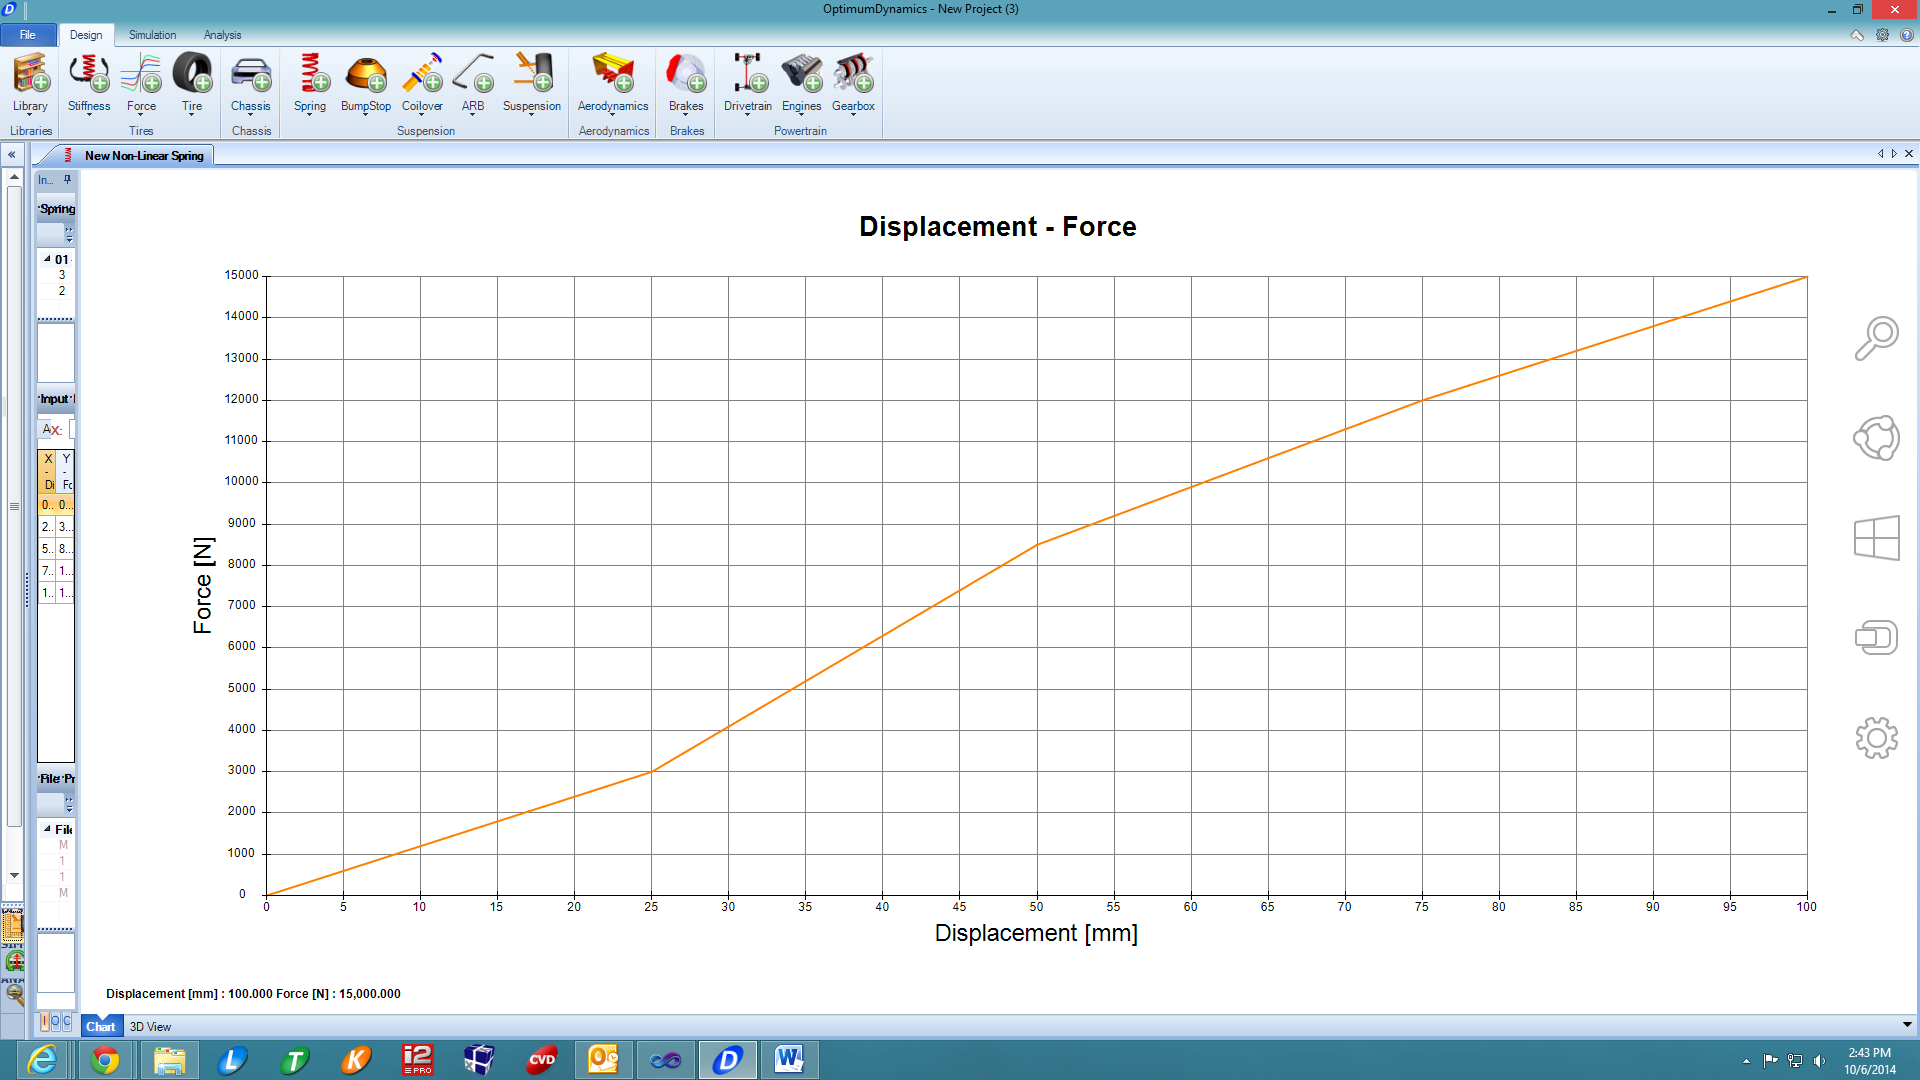 OptimumDynamics - New Project (3)
File Design Simulation Analysis
Library Stiffness Force Tire Chassis Spring BumpStop Coilover ARB Suspension Aerodynamics Brakes Drivetrain Engines Gearbox
Libraries Tires Chassis Suspension Aerodynamics Brakes Powertrain
New Non-Linear Spring
In...
Spring
01
3
2
Input
X:
X Y
- -
Di Fc
0.. 0...
2.. 3...
5.. 8...
7.. 1...
1.. 1...
File Pr
File
M
1
1
M
I O C
Displacement - Force
15000
14000
13000
12000
11000
10000
9000
8000
7000
6000
5000
4000
3000
2000
1000
0
Force [N]
0 5 10 15 20 25 30 35 40 45 50 55 60 65 70 75 80 85 90 95 100
Displacement [mm]
Displacement [mm] : 100.000 Force [N] : 15,000.000
Chart 3D View
L T K i2 PRO CVD D W
2:43 PM
10/6/2014